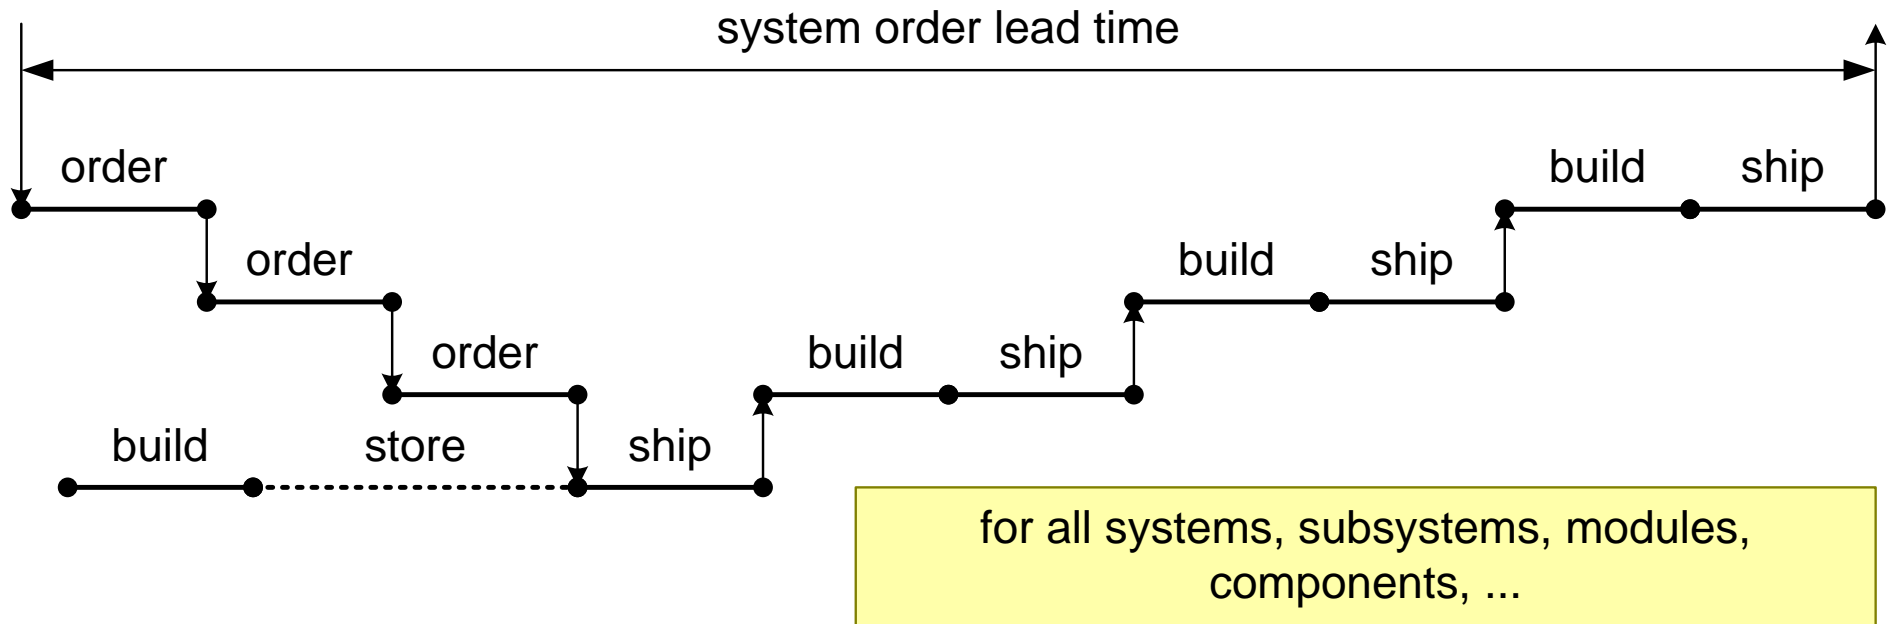 system order lead time
order
build
ship
order
build
ship
order
build
ship
build
store
ship
for all systems, subsystems, modules,
components, ...